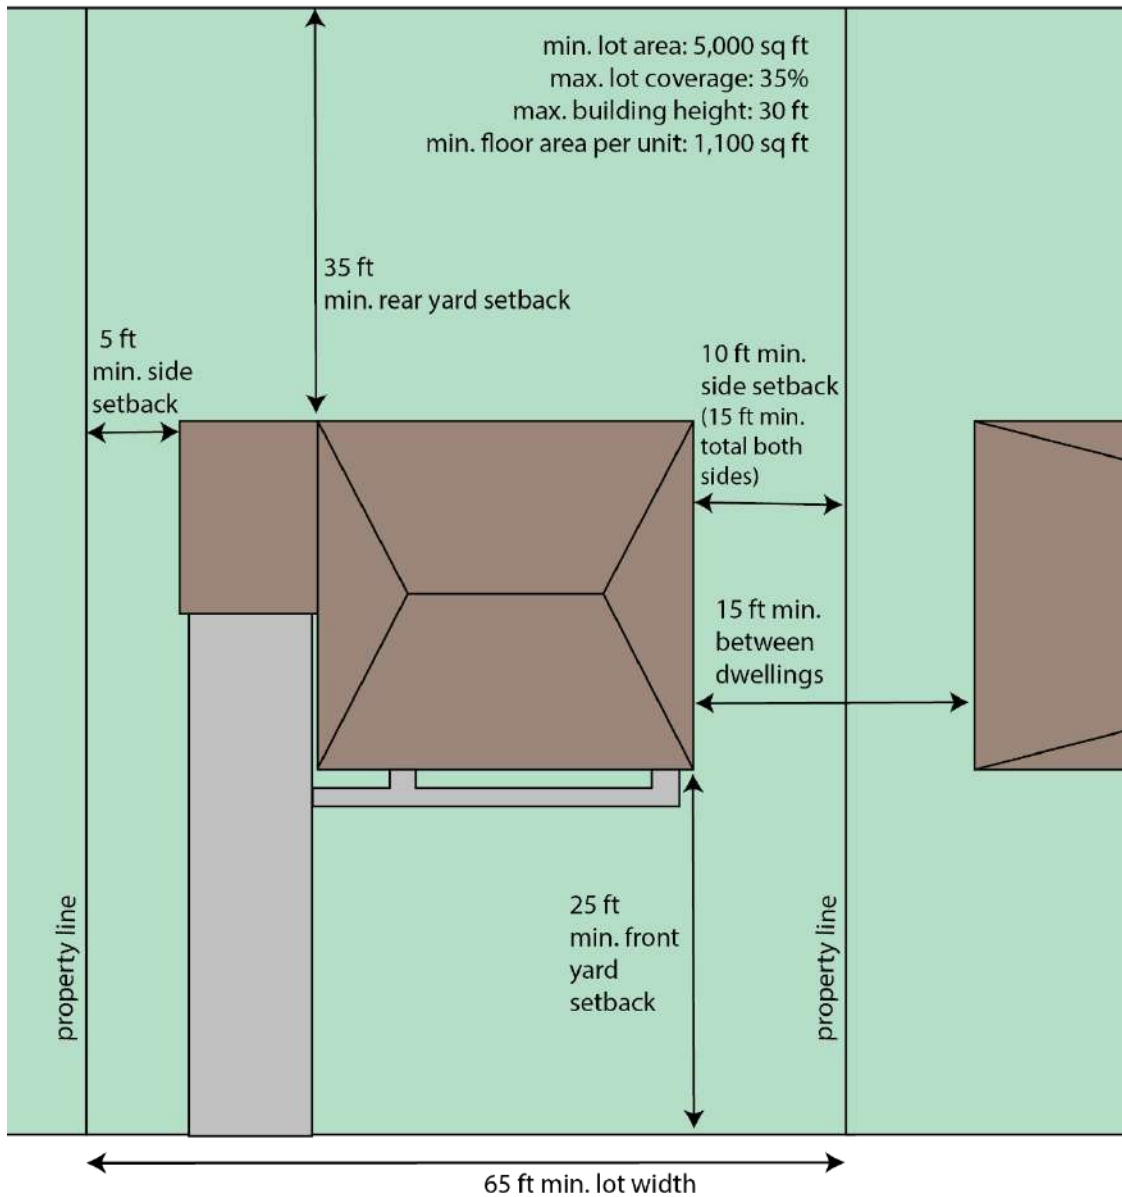 min. lot area: 5,000 sq ft
max. lot coverage: 35%
max. building height: 30 ft
min. floor area per unit: 1,100 sq ft
35 ft
min. rear yard setback
5 ft
min. side
setback
10 ft min.
side setback
(15 ft min.
total both
sides)
15 ft min.
between
dwellings
25 ft
min. front
yard
setback
property line
property line
65 ft min. lot width